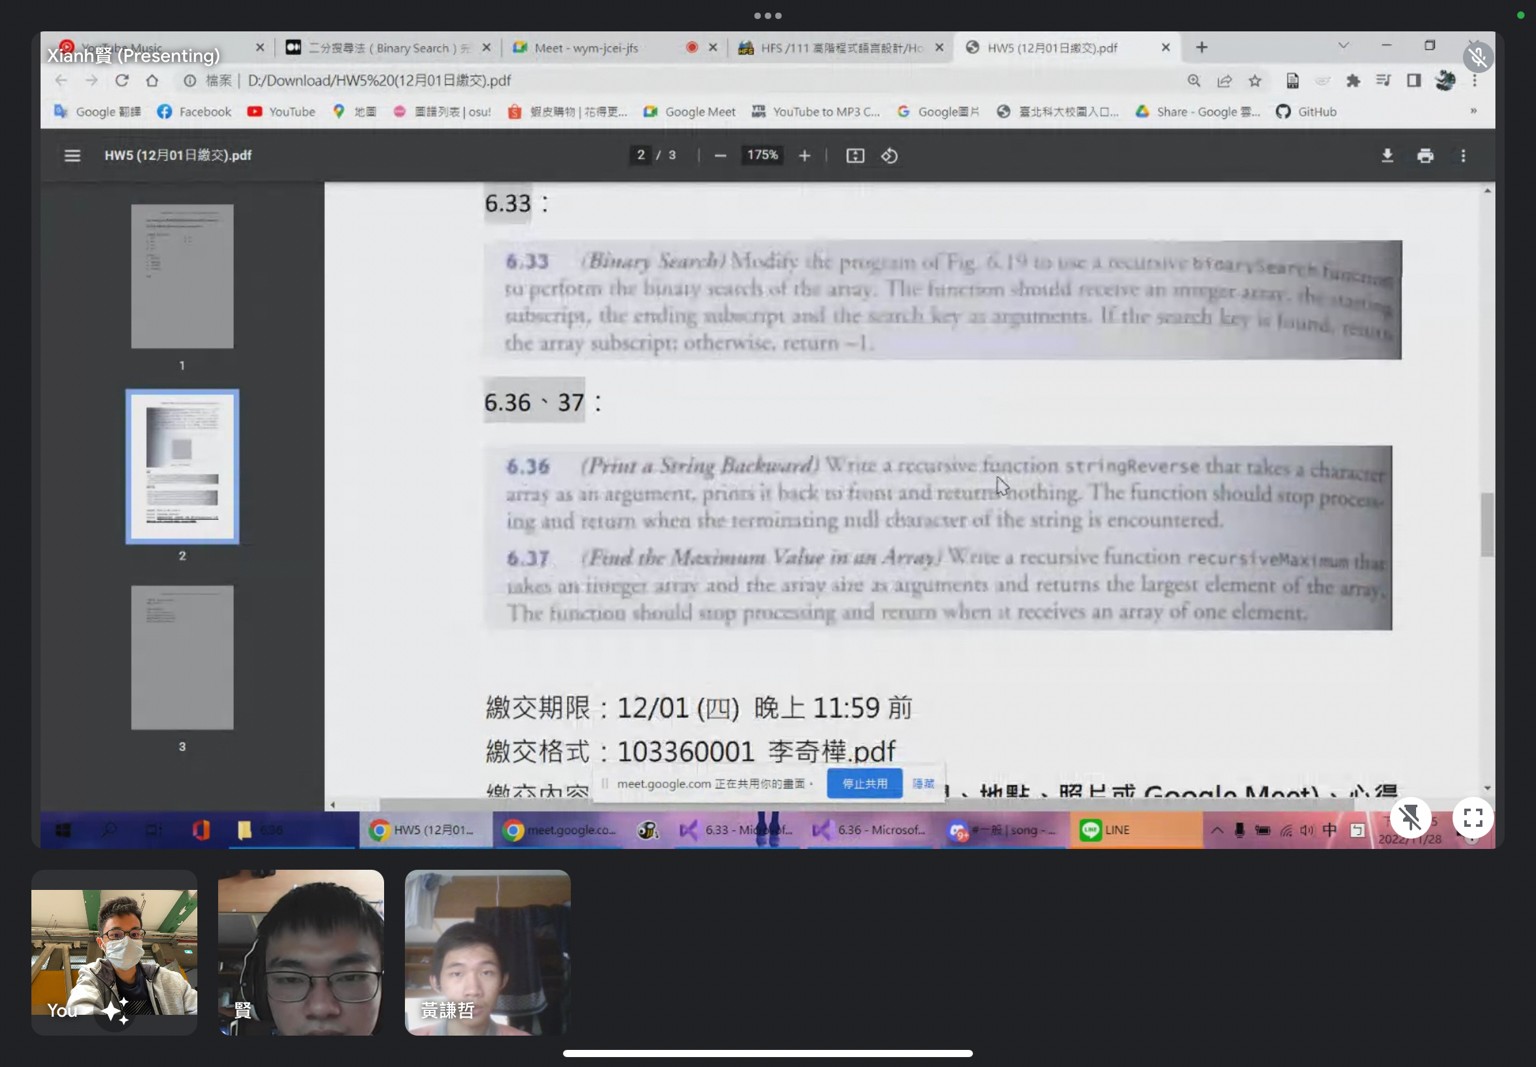 Xianh賢 (Presenting)
YouTube Music
二分搜尋法 ( Binary Search ) 完
Meet - wym-jcei-jfs
HFS /111 高階程式語言設計/Ho
HW5 (12月01日繳交).pdf
檔案 | D:/Download/HW5%20(12月01日繳交).pdf
Google 翻譯
Facebook
YouTube
地圖
圖譜列表 | osu!
蝦皮購物 | 花得更...
Google Meet
YouTube to MP3 C...
Google圖片
臺北科大校園入口...
Share - Google 雲...
GitHub
»
HW5 (12月01日繳交).pdf
2 / 3
175%
1
2
3
6.33 :
6.33 (Binary Search) Modify the program of Fig. 6.19 to use a recursive binarySearch function
to perform the binary search of the array. The function should receive an integer array, the starting
subscript, the ending subscript and the search key as arguments. If the search key is found, return
the array subscript; otherwise, return −1.
6.36、37 :
6.36 (Print a String Backward) Write a recursive function stringReverse that takes a character
array as an argument, prints it back to front and returns nothing. The function should stop process-
ing and return when the terminating null character of the string is encountered.
6.37 (Find the Maximum Value in an Array) Write a recursive function recursiveMaximum that
takes an integer array and the array size as arguments and returns the largest element of the array.
The function should stop processing and return when it receives an array of one element.
繳交期限：12/01 (四) 晚上 11:59 前
繳交格式：103360001 李奇樺.pdf
繳交內容
、地點、照片或 Google Meet)、心得
meet.google.com 正在共用你的畫面。
停止共用
隱藏
6.36
HW5 (12月01...
meet.google.co...
6.33 - Microsoft...
6.36 - Microsof...
#一般 | song -...
LINE
中
2022/11/28
You
賢
黃謙哲